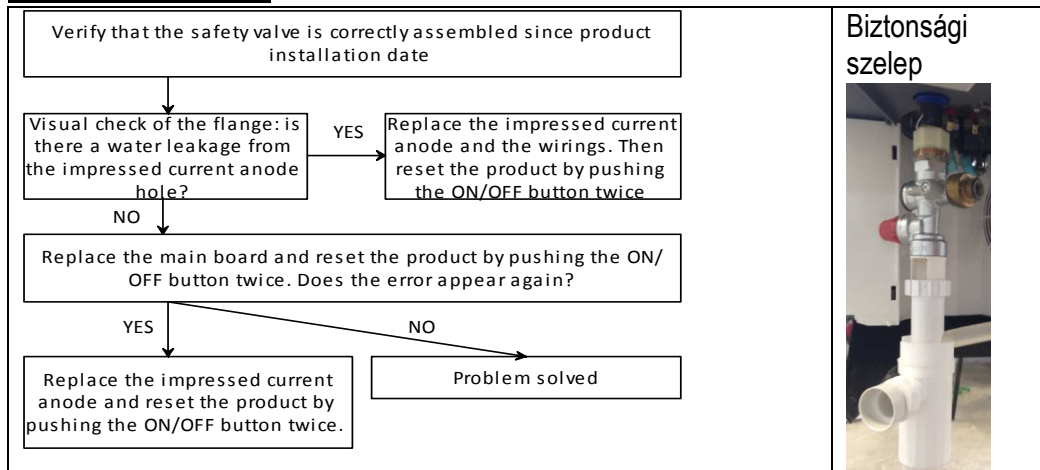 Verify that the safety valve is correctly assembled since product
installation date
Visual check of the flange: is
there a water leakage from
the impressed current anode
hole?
YES
Replace the impressed current
anode and the wirings. Then
reset the product by pushing
the ON/OFF button twice
NO
Replace the main board and reset the product by pushing the ON/
OFF button twice. Does the error appear again?
YES
NO
Replace the impressed current
anode and reset the product by
pushing the ON/OFF button twice.
Problem solved
Biztonsági
szelep